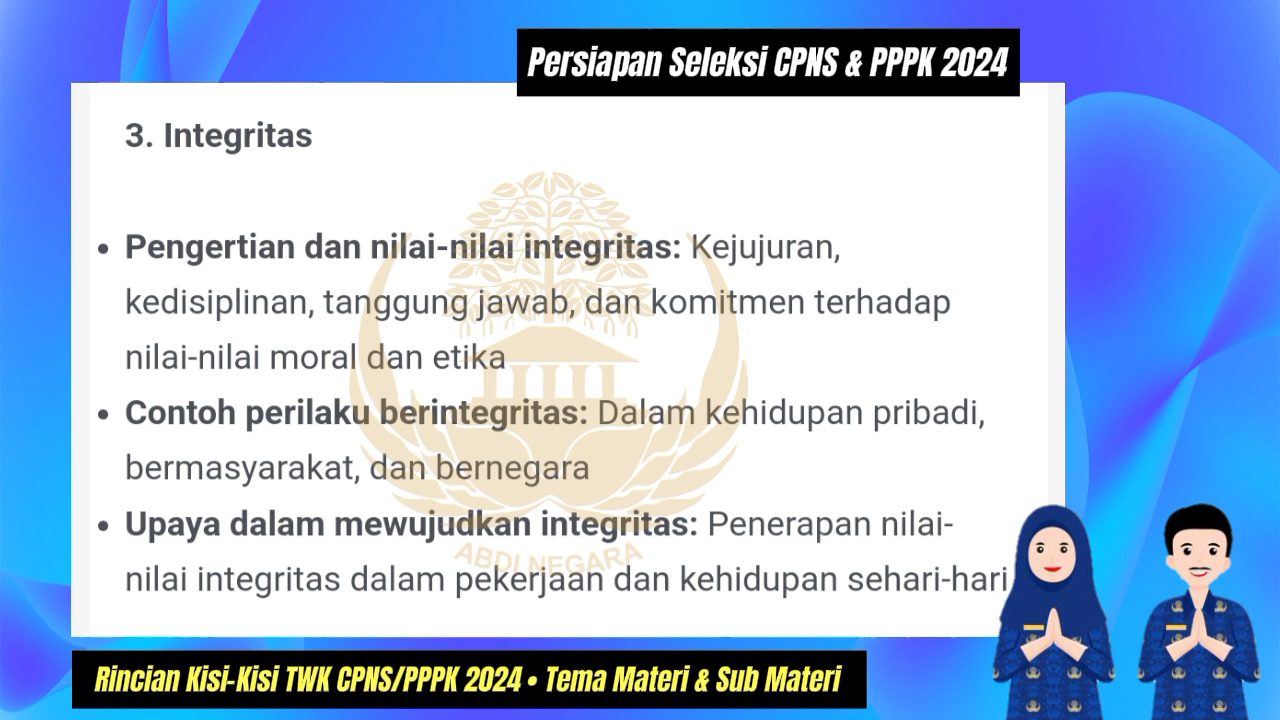 Persiapan Seleksi CPNS & PPPK 2024
3. Integritas
• Pengertian dan nilai-nilai integritas: Kejujuran,
kedisiplinan, tanggung jawab, dan komitmen terhadap
nilai-nilai moral dan etika
• Contoh perilaku berintegritas: Dalam kehidupan pribadi,
bermasyarakat, dan bernegara
• Upaya dalam mewujudkan integritas: Penerapan nilai-
nilai integritas dalam pekerjaan dan kehidupan sehari-hari
ABDI NEGARA
Rincian Kisi-Kisi TWK CPNS/PPPK 2024 • Tema Materi & Sub Materi